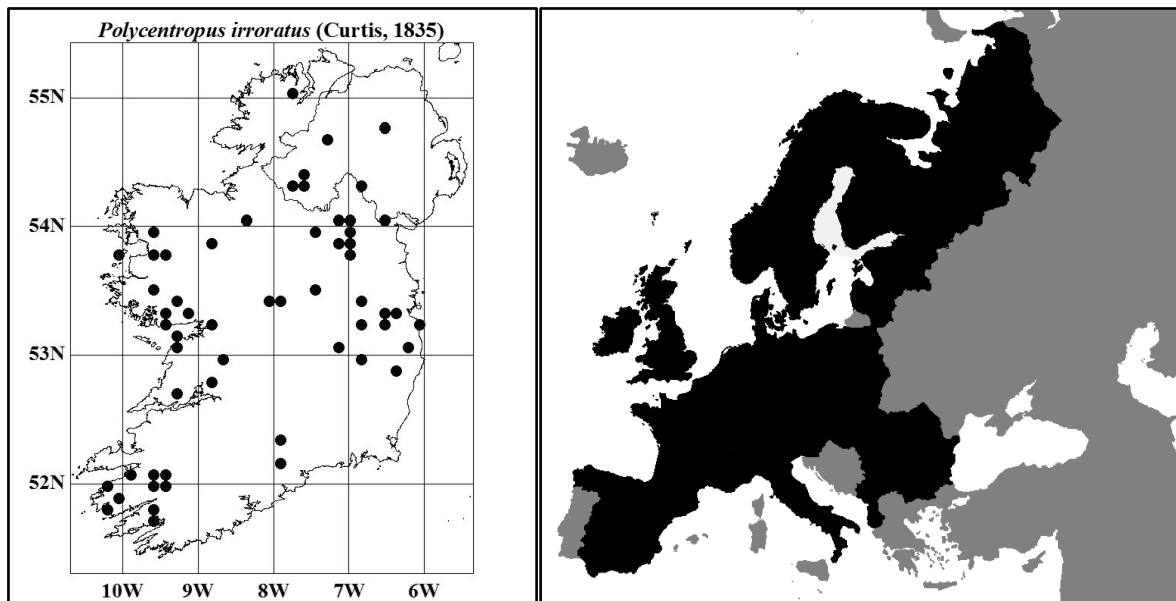 Polycentropus irroratus (Curtis, 1835)
55N
54N
53N
52N
10W 9W 8W 7W 6W